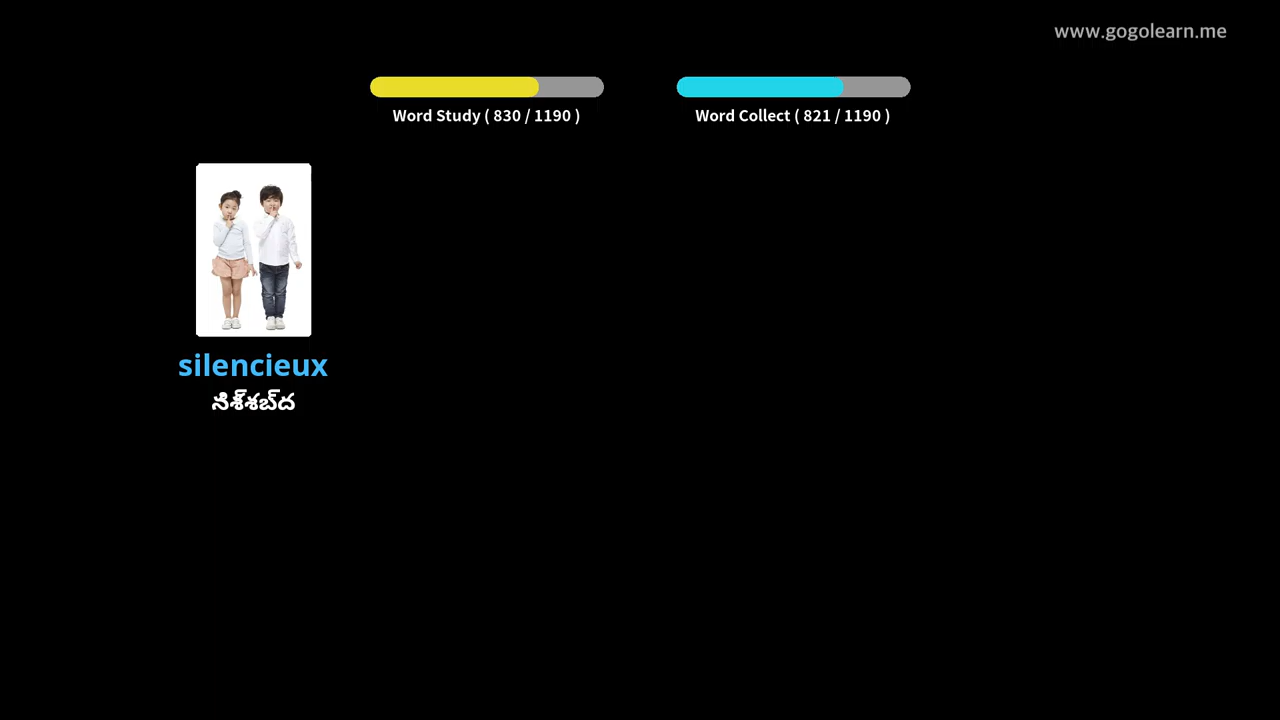 www.gogolearn.me
Word Study ( 830 / 1190 )
Word Collect ( 821 / 1190 )
silencieux
నిశ్శబ్ద